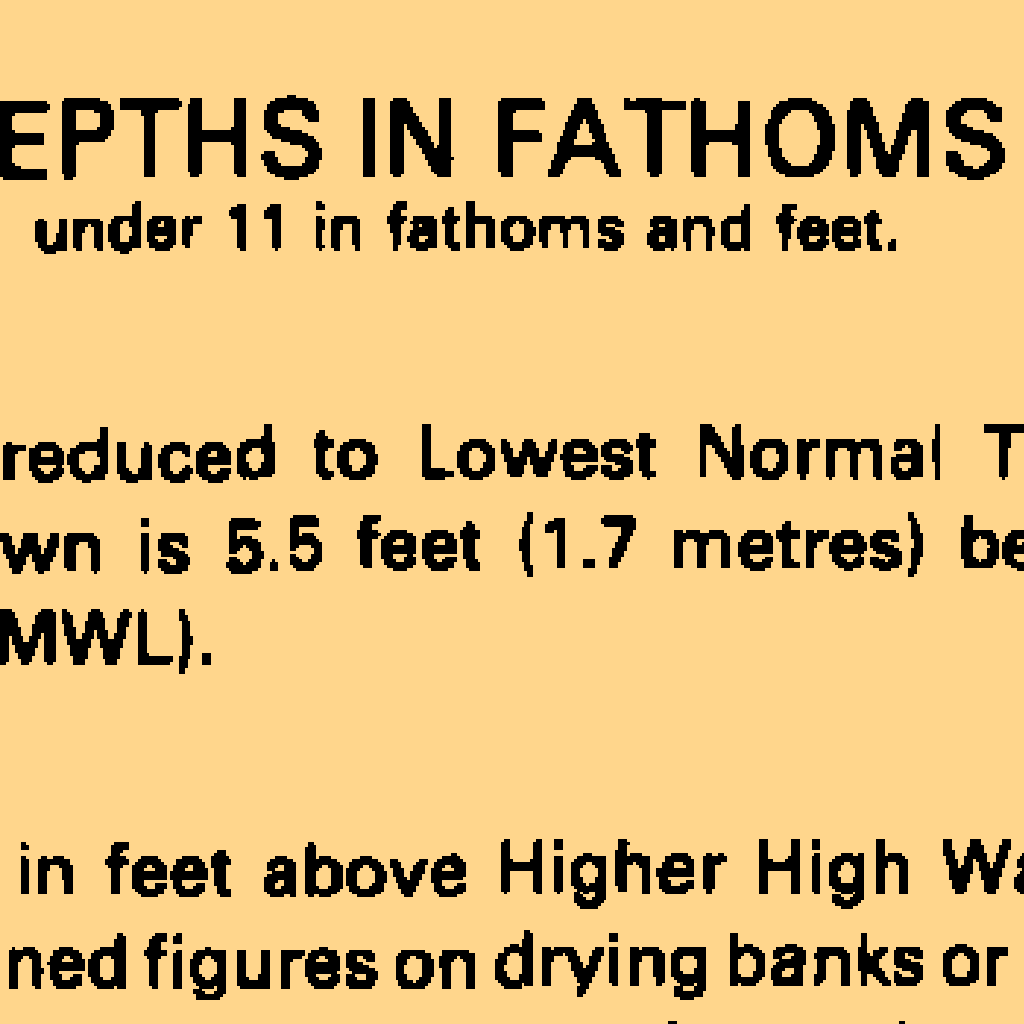 EPTHS IN FATHOMS
under 11 in fathoms and feet.
reduced to Lowest Normal T
wn is 5.5 feet (1.7 metres) be
MWL).
in feet above Higher High Wa
ned figures on drying banks or